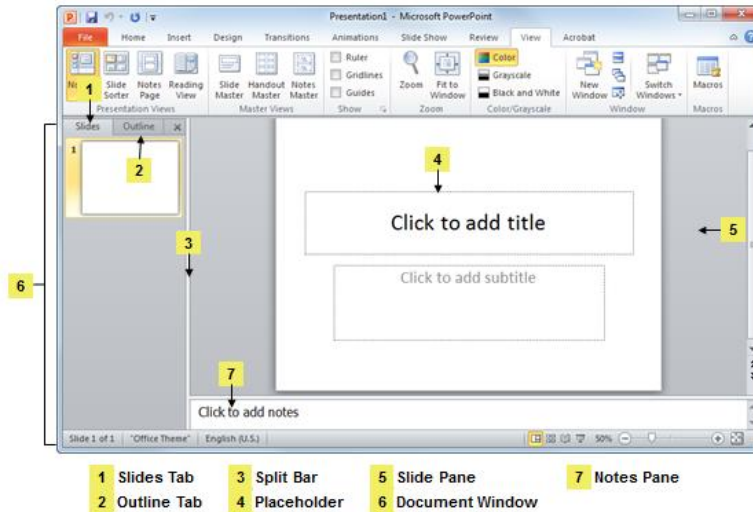 Presentation1 - Microsoft PowerPoint
File Home Insert Design Transitions Animations Slide Show Review View Acrobat
Slide Sorter
Notes Page
Reading View
Slide Master
Handout Master
Notes Master
Ruler
Gridlines
Guides
Zoom
Fit to Window
Color
Grayscale
Black and White
New Window
Switch Windows
Macros
Presentation Views Master Views Show Zoom Color/Grayscale Window Macros
1
Slides Outline
1
2
3
4
5
6
7
Click to add title
Click to add subtitle
Click to add notes
Slide 1 of 1 "Office Theme" English (U.S.) 50%
1 Slides Tab 3 Split Bar 5 Slide Pane 7 Notes Pane
2 Outline Tab 4 Placeholder 6 Document Window